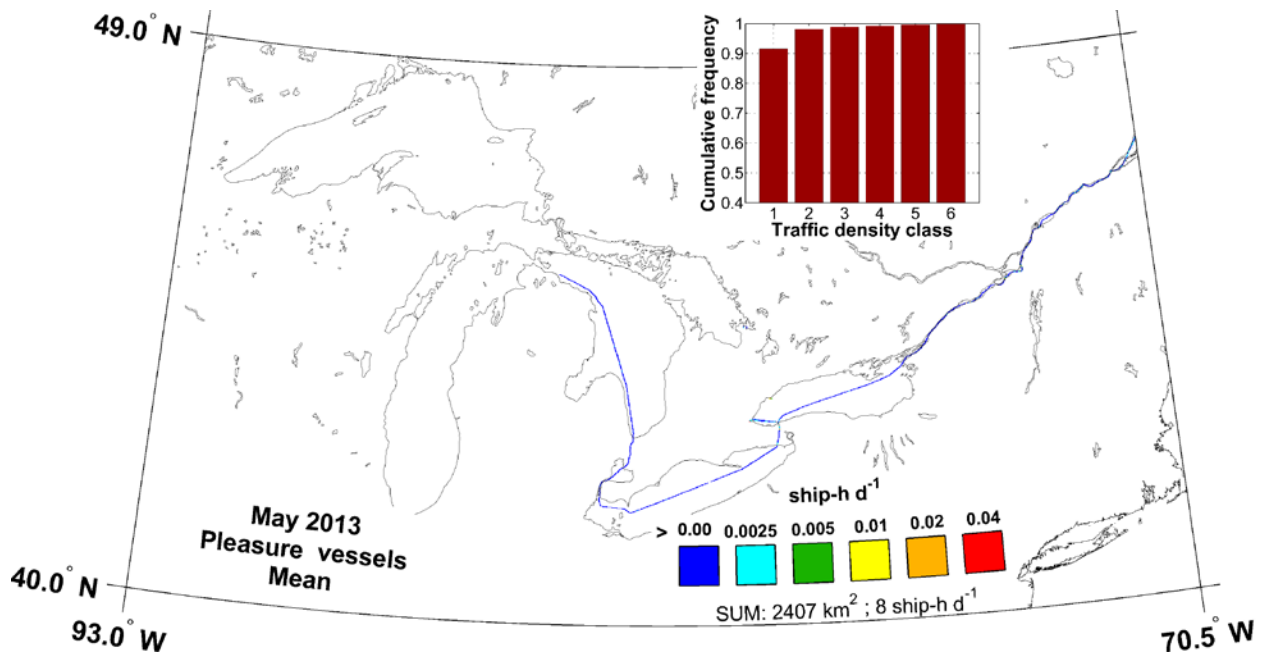 49.0° N
1
0.9
0.8
0.7
0.6
0.5
0.4
Cumulative frequency
1 2 3 4 5 6
Traffic density class
May 2013
Pleasure vessels
Mean
ship-h d⁻¹
> 0.00 0.0025 0.005 0.01 0.02 0.04
SUM: 2407 km² ; 8 ship-h d⁻¹
40.0° N
93.0° W
70.5° W